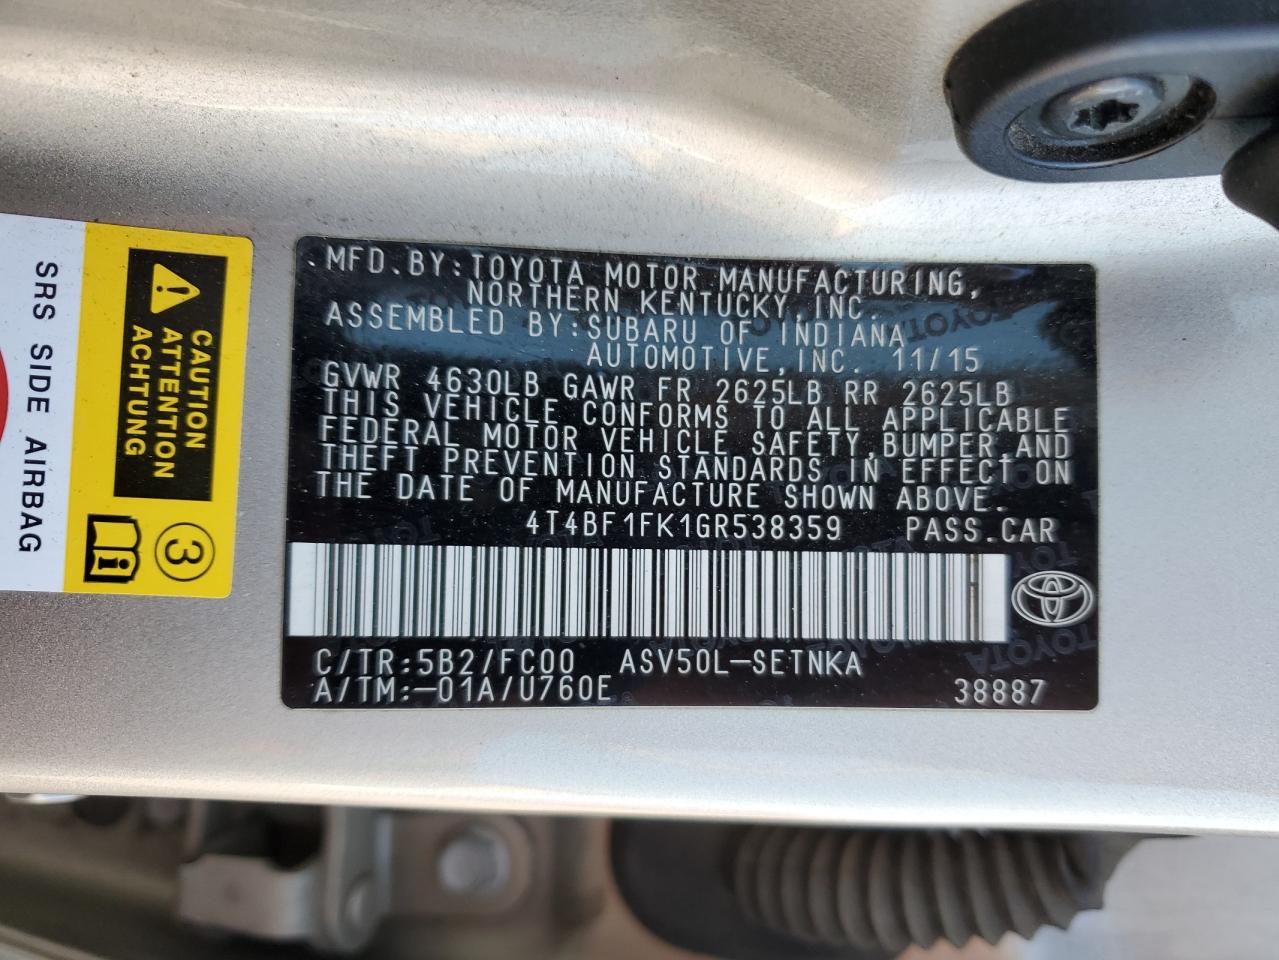 .MFD.BY:TOYOTA MOTOR MANUFACTURING,
NORTHERN KENTUCKY,INC.
ASSEMBLED BY:SUBARU OF INDIANA
AUTOMOTIVE,INC. 11/15
GVWR 4630LB GAWR FR 2625LB RR 2625LB
THIS VEHICLE CONFORMS TO ALL APPLICABLE
FEDERAL MOTOR VEHICLE SAFETY,BUMPER,AND
THEFT PREVENTION STANDARDS IN EFFECT ON
THE DATE OF MANUFACTURE SHOWN ABOVE.
4T4BF1FK1GR538359 PASS.CAR
C/TR:5B2/FC00 ASV50L-SETNKA
A/TM:-01A/U760E 38887
CAUTION
ATTENTION
ACHTUNG
3
SRS SIDE AIRBAG